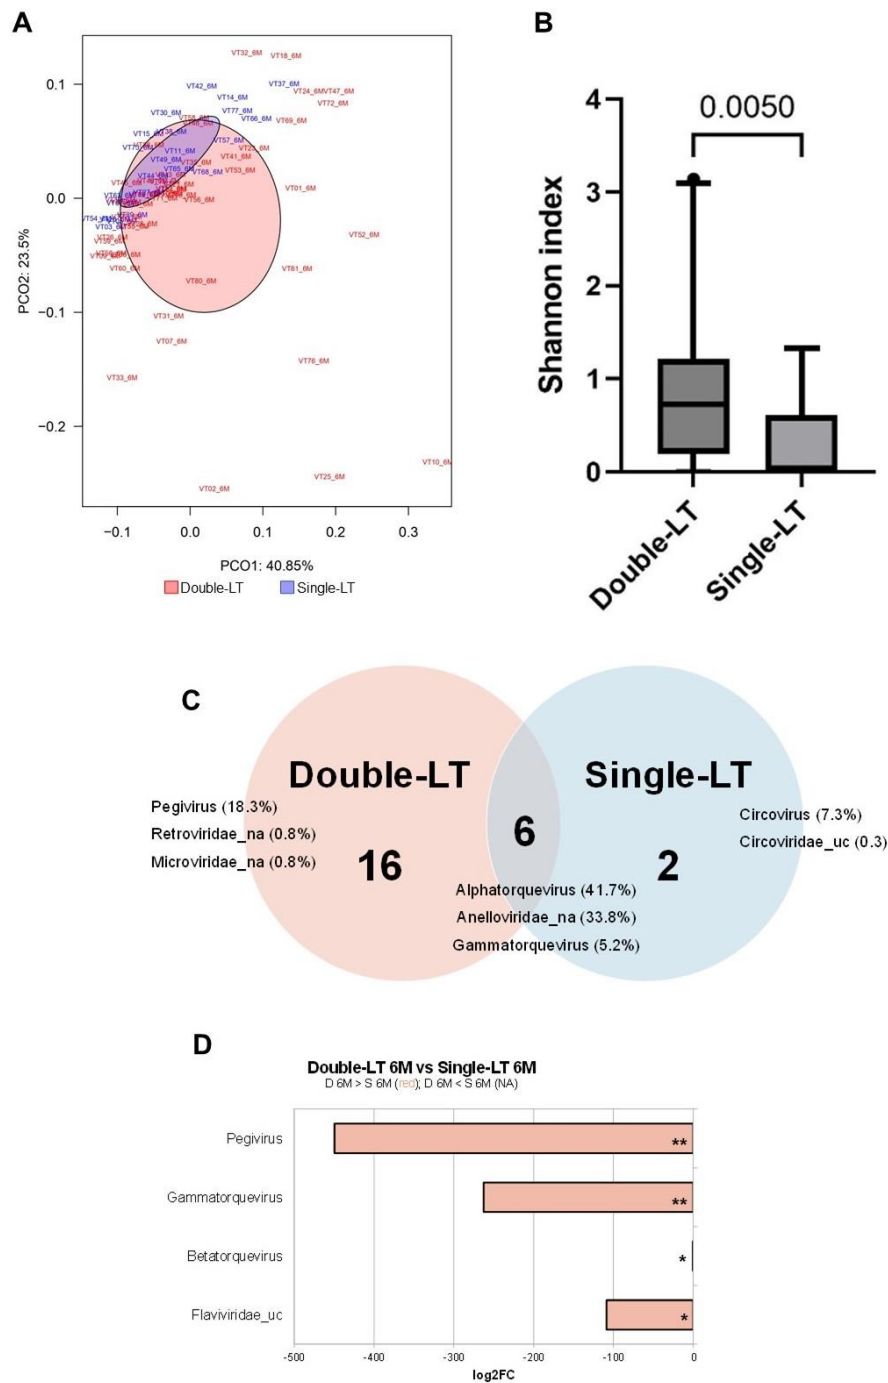 A
0.1
0.0
−0.1
−0.2
PCO2: 23.5%
VT32_6M
VT18_6M
VT42_6M
VT37_6M
VT24_6M
VT47_6M
VT14_6M
VT72_6M
VT30_6M
VT77_6M
VT66_6M
VT69_6M
VT57_6M
VT11_6M
VT41_6M
VT49_6M
VT53_6M
VT68_6M
VT01_6M
VT56_6M
VT52_6M
VT60_6M
VT61_6M
VT80_6M
VT31_6M
VT07_6M
VT76_6M
VT33_6M
VT10_6M
VT25_6M
VT02_6M
−0.1
0.0
0.1
0.2
0.3
PCO1: 40.85%
Double-LT
Single-LT
B
0.0050
4
3
2
1
0
Shannon index
Double-LT
Single-LT
C
Double-LT
Single-LT
Pegivirus (18.3%)
Retroviridae_na (0.8%)
Microviridae_na (0.8%)
16
6
2
Circovirus (7.3%)
Circoviridae_uc (0.3)
Alphatorquevirus (41.7%)
Anelloviridae_na (33.8%)
Gammatorquevirus (5.2%)
D
Double-LT 6M vs Single-LT 6M
D 6M > S 6M (red); D 6M < S 6M (NA)
Pegivirus
**
Gammatorquevirus
**
Betatorquevirus
*
Flaviviridae_uc
*
-500
-400
-300
-200
-100
0
log2FC